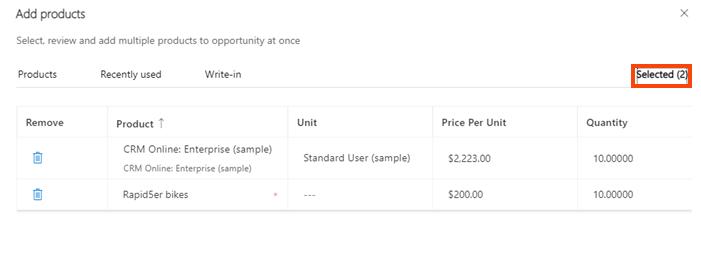 Add products
Select, review and add multiple products to opportunity at once
Products Recently used Write-in Selected (2)
Remove Product ↑ Unit Price Per Unit Quantity
CRM Online: Enterprise (sample) Standard User (sample) $2,223.00 10.00000
CRM Online: Enterprise (sample)
Rapid5er bikes * --- $200.00 10.00000